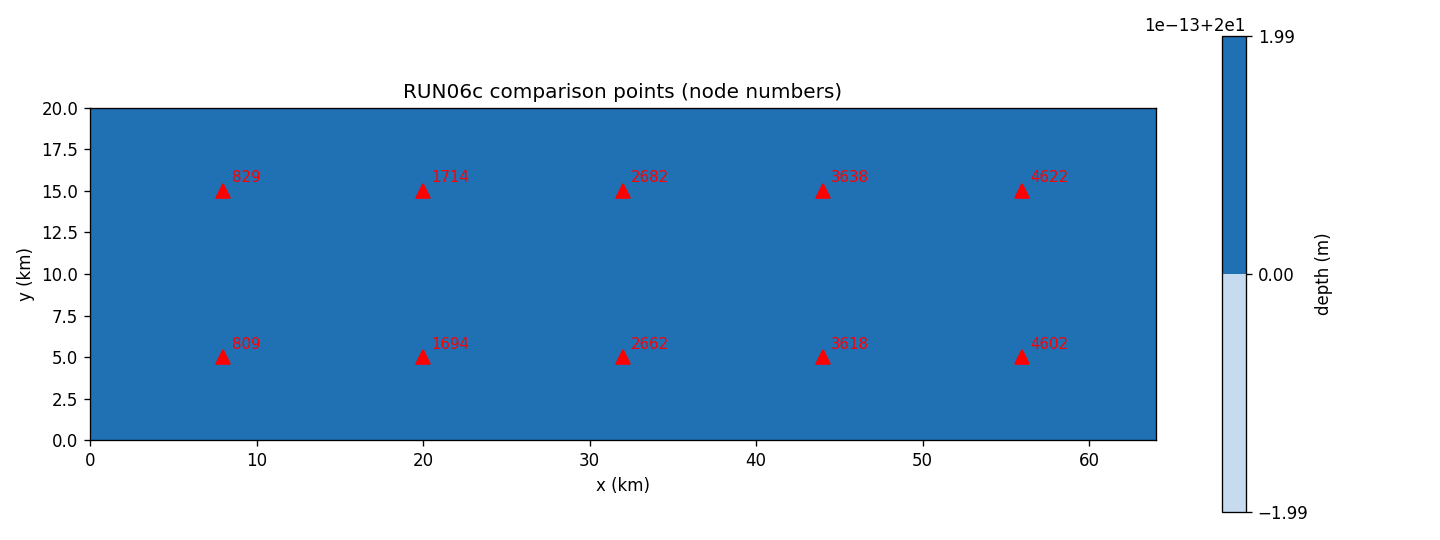 1e−13+2e1
1.99
RUN06c comparison points (node numbers)
20.0
17.5
829 1714 2682 3638 4622
15.0
12.5
depth (m)
y (km)
10.0
0.00
7.5
809 1694 2662 3618 4602
5.0
2.5
0.0
0 10 20 30 40 50 60
x (km)
−1.99